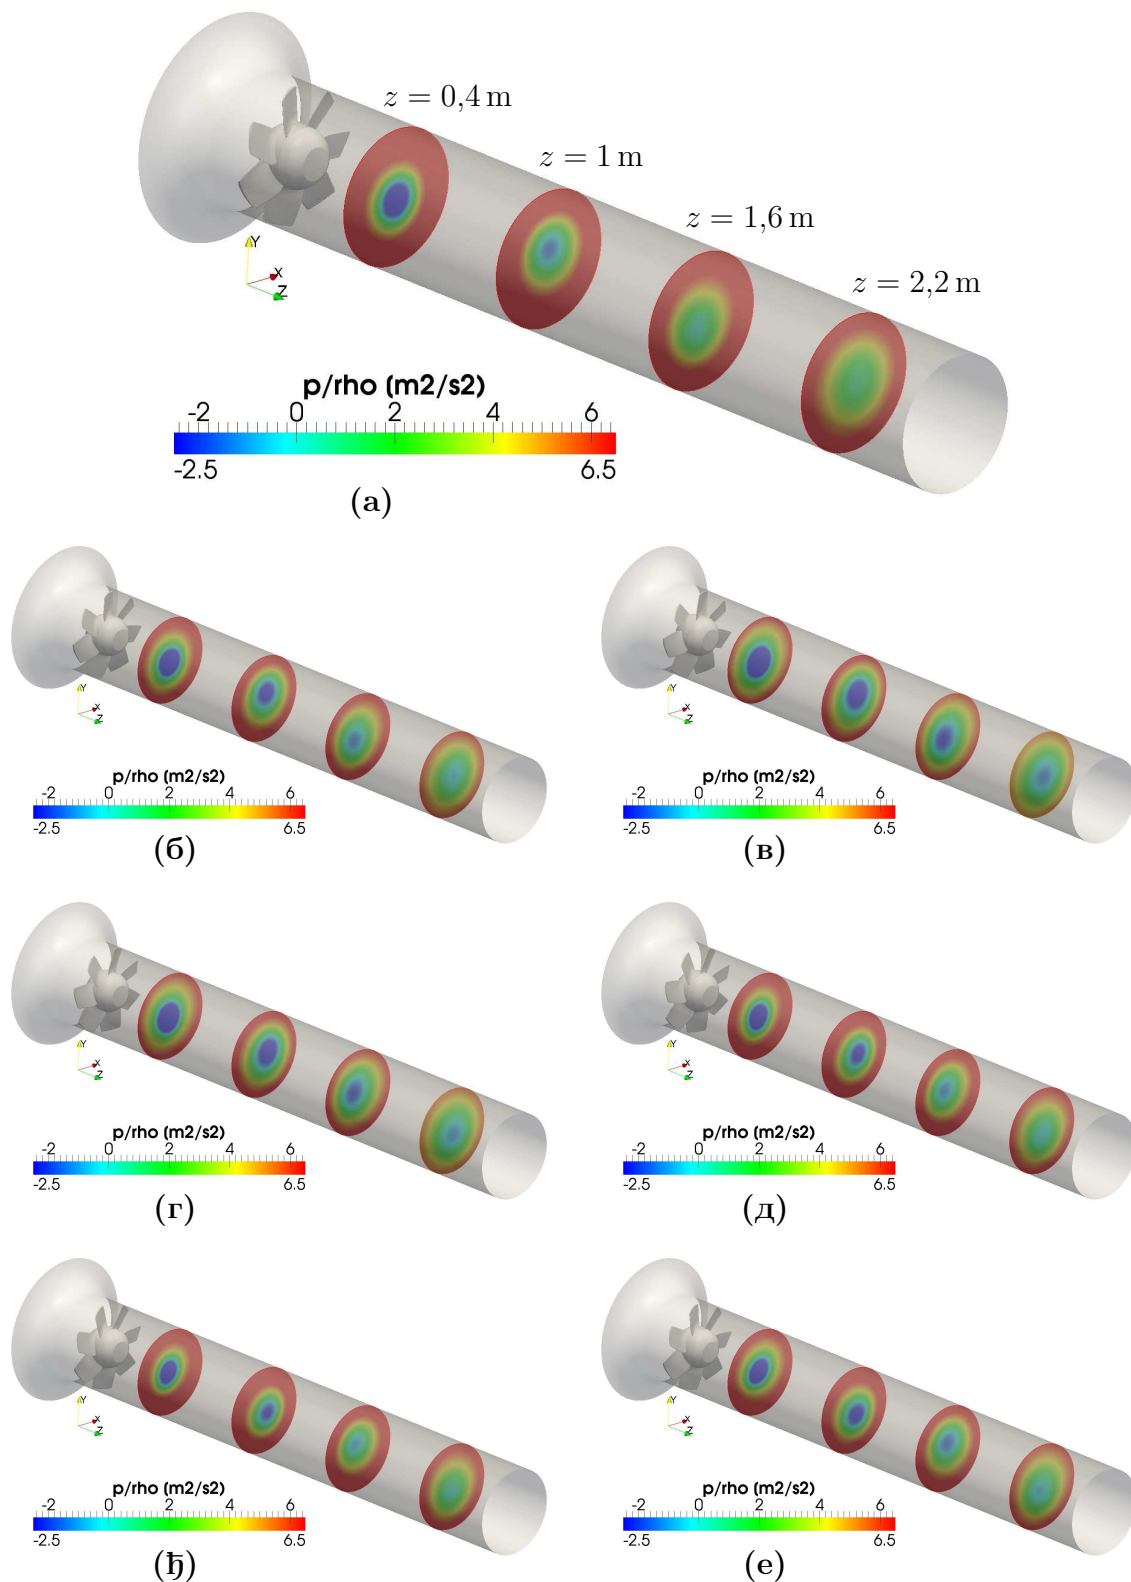 z = 0,4 m
z = 1 m
z = 1,6 m
z = 2,2 m
Y
X
Z
p/rho (m2/s2)
-2 0 2 4 6
-2.5 6.5
(а)
Y
X
Z
p/rho (m2/s2)
-2 0 2 4 6
-2.5 6.5
(б)
Y
X
Z
p/rho (m2/s2)
-2 0 2 4 6
-2.5 6.5
(в)
Y
X
Z
p/rho (m2/s2)
-2 0 2 4 6
-2.5 6.5
(г)
Y
X
Z
p/rho (m2/s2)
-2 0 2 4 6
-2.5 6.5
(д)
Y
X
Z
p/rho (m2/s2)
-2 0 2 4 6
-2.5 6.5
(ђ)
Y
X
Z
p/rho (m2/s2)
-2 0 2 4 6
-2.5 6.5
(е)